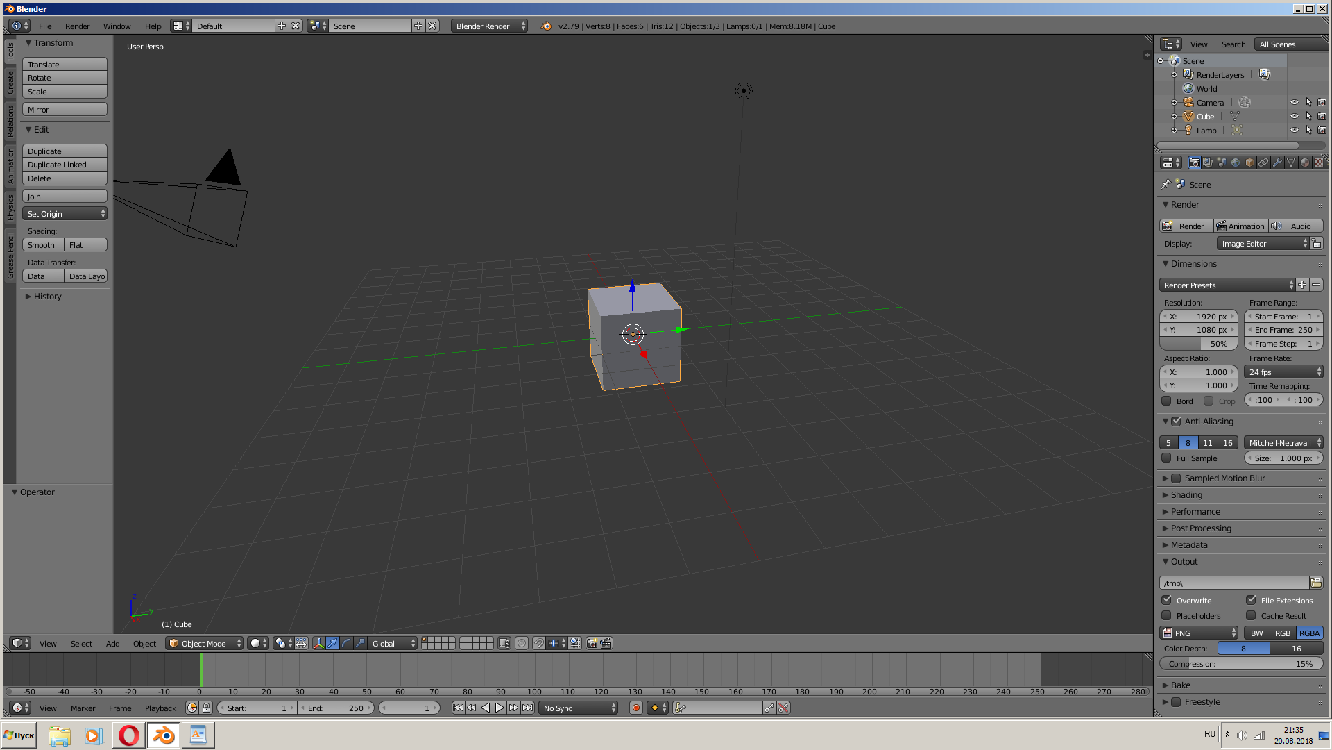 Blender
File Render Window Help Default Scene Blender Render v2.79 | Verts:8 | Faces:6 | Tris:12 | Objects:1/3 | Lamps:0/1 | Mem:8.18M | Cube
User Persp
Tools
Create
Relations
Animation
Physics
Grease Penc
Transform
Translate
Rotate
Scale
Mirror
Edit
Duplicate
Duplicate Linked
Delete
Join
Set Origin
Shading:
Smooth Flat
Data Transfer:
Data Data Layo
History
Operator
z
y
(1) Cube
View Select Add Object Object Mode Global
-50 -40 -30 -20 -10 0 10 20 30 40 50 60 70 80 90 100 110 120 130 140 150 160 170 180 190 200 210 220 230 240 250 260 270 280
View Marker Frame Playback Start: 1 End: 250 1 No Sync
View Search All Scenes
Scene
RenderLayers |
World
Camera |
Cube |
Lamp |
Scene
Render
Render Animation Audio
Display: Image Editor
Dimensions
Render Presets
Resolution: Frame Range:
X: 1920 px Start Frame: 1
Y: 1080 px End Frame: 250
50% Frame Step: 1
Aspect Ratio: Frame Rate:
X: 1.000 24 fps
Y: 1.000 Time Remapping:
Bord Crop :100 :100
Anti-Aliasing
5 8 11 16 Mitchell-Netrava
Full Sample Size: 1.000 px
Sampled Motion Blur
Shading
Performance
Post Processing
Metadata
Output
/tmp\
Overwrite File Extensions
Placeholders Cache Result
PNG BW RGB RGBA
Color Depth: 8 16
Compression: 15%
Bake
Freestyle
Пуск
RU
21:35
20.08.2018